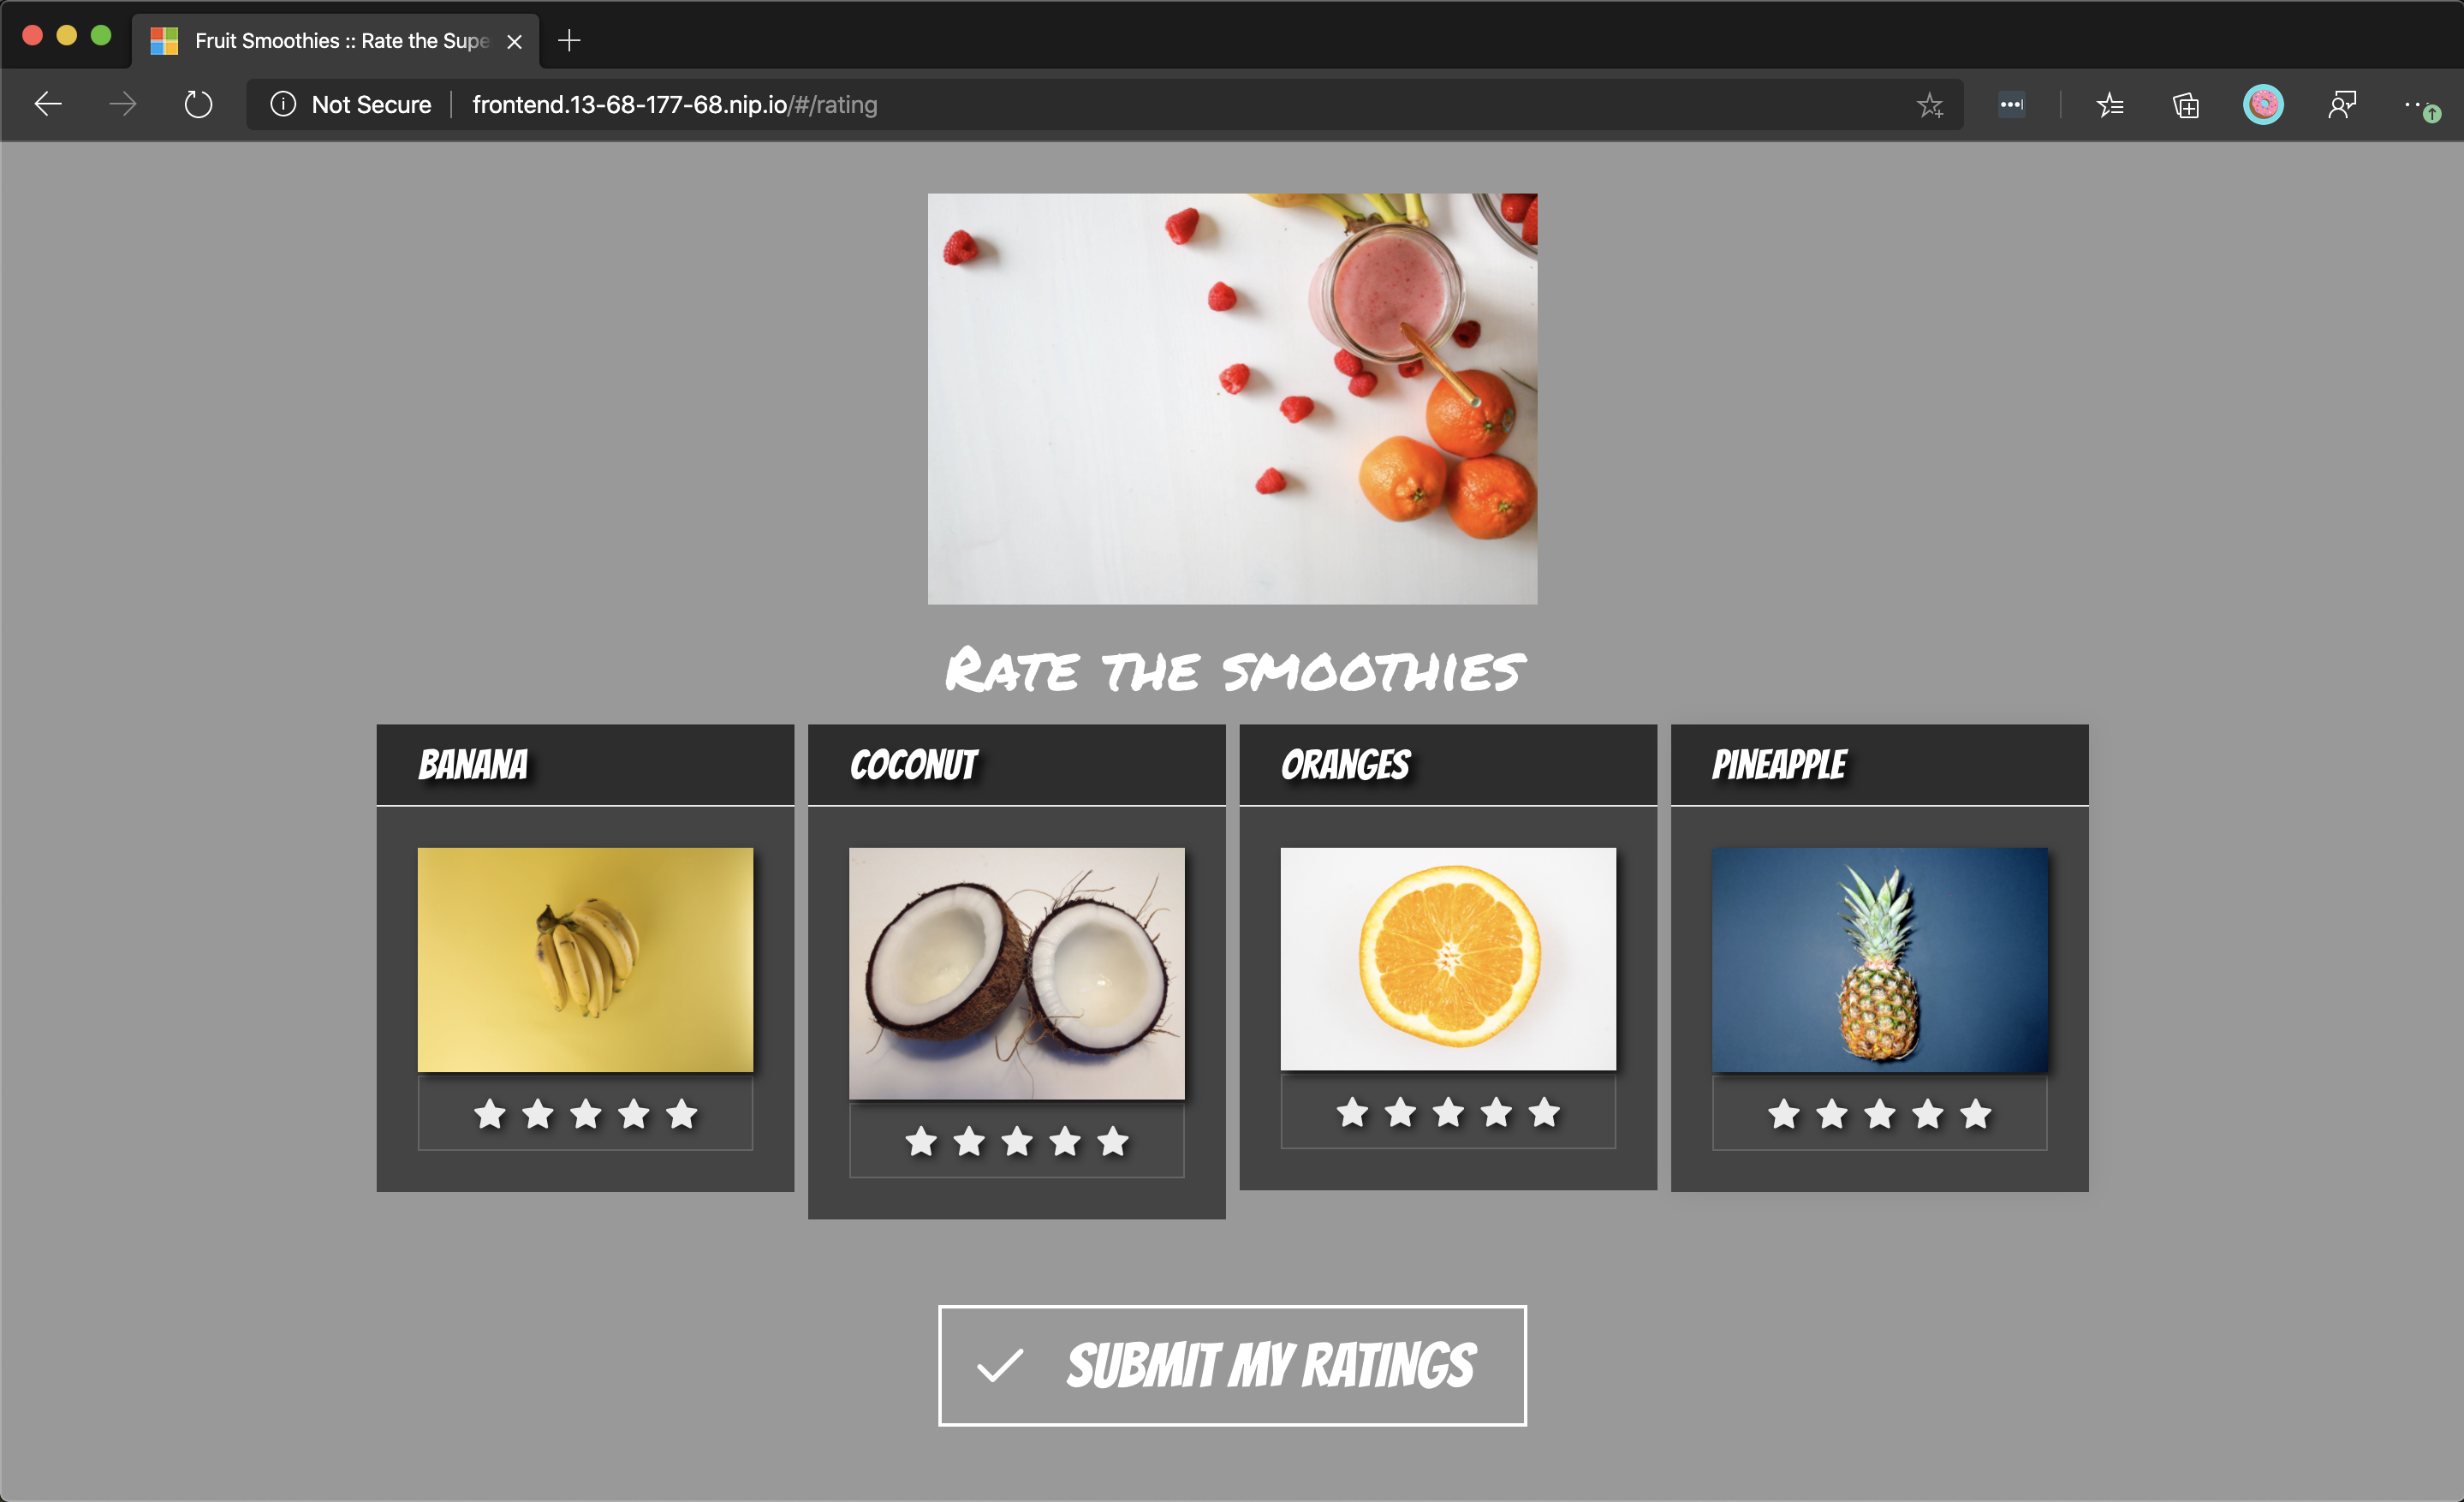 Fruit Smoothies :: Rate the Supe
Not Secure
frontend.13-68-177-68.nip.io/#/rating
RATE THE SMOOTHIES
BANANA
COCONUT
ORANGES
PINEAPPLE
SUBMIT MY RATINGS